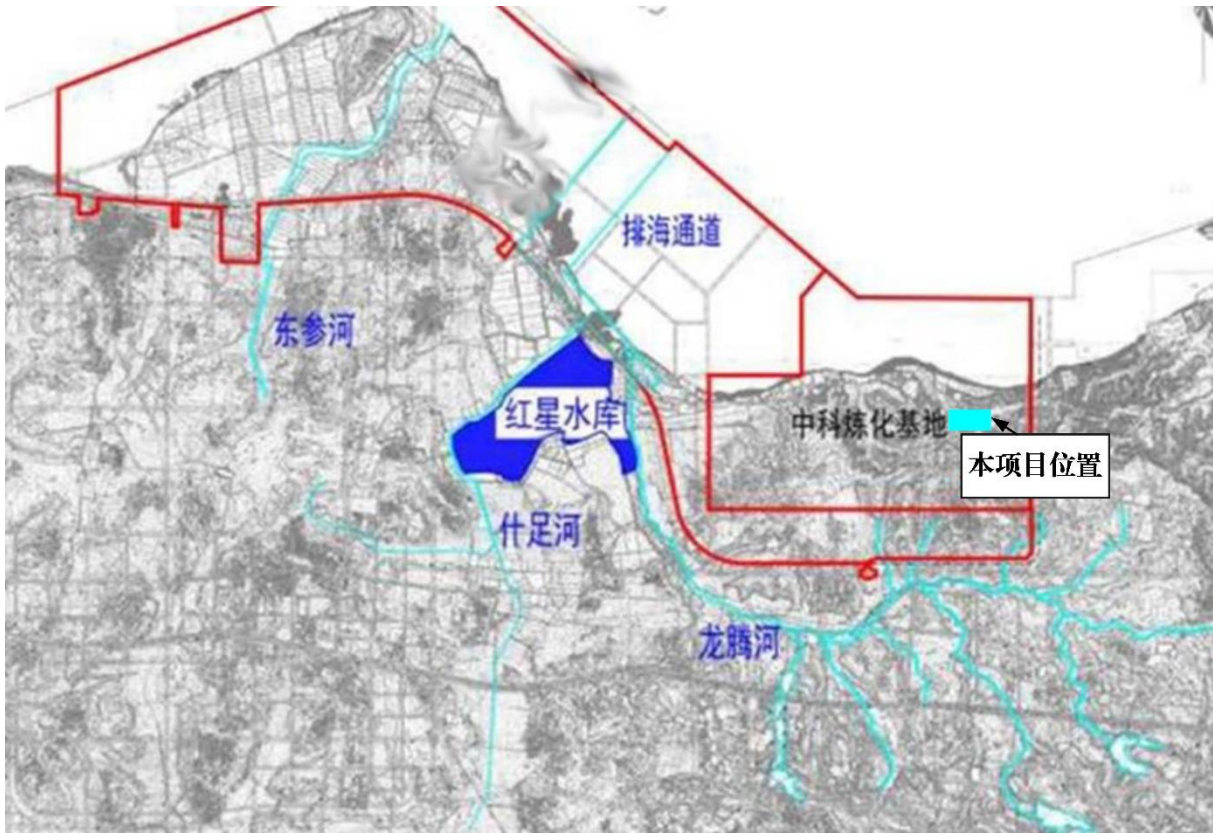 排海通道
东参河
红星水库
中科炼化基地
本项目位置
什足河
龙腾河